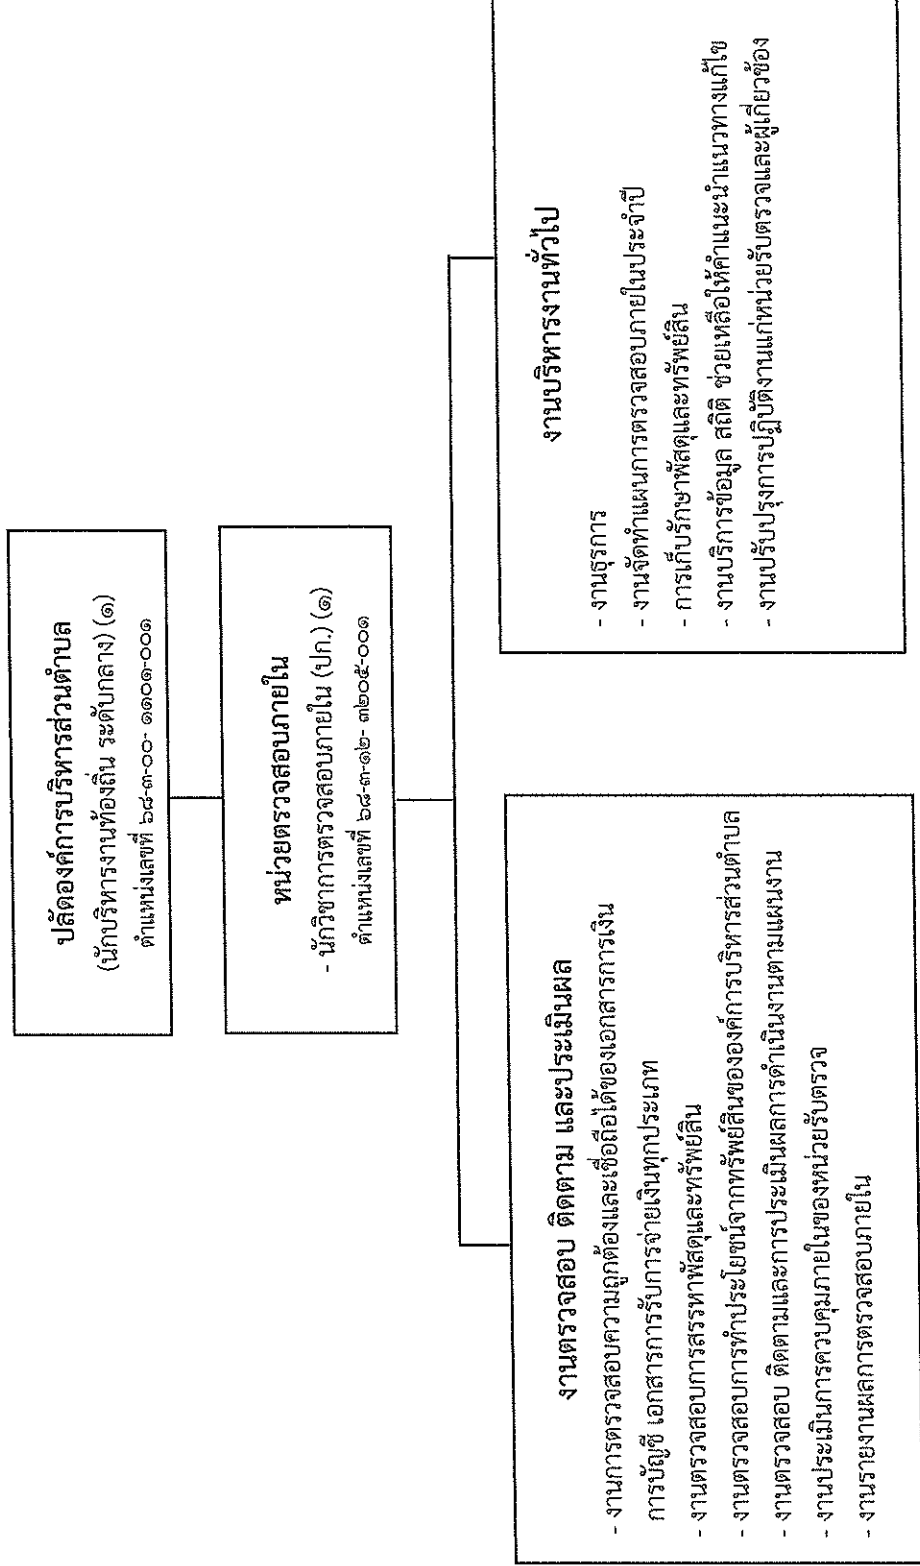 ปลัดองค์การบริหารส่วนตำบล
(นักบริหารงานท้องถิ่น ระดับกลาง) (๑)
ตำแหน่งเลขที่ ๖๘-๓-๐๐- ๑๑๐๑-๐๐๑
หน่วยตรวจสอบภายใน
- นักวิชาการตรวจสอบภายใน (ปก.) (๑)
ตำแหน่งเลขที่ ๖๘-๓-๑๒- ๓๒๐๕-๐๐๑
งานตรวจสอบ ติดตาม และประเมินผล
- งานการตรวจสอบความถูกต้องและเชื่อถือได้ของเอกสารการเงิน
การบัญชี เอกสารการรับการจ่ายเงินทุกประเภท
- งานตรวจสอบการสรรหาพัสดุและทรัพย์สิน
- งานตรวจสอบการทำประโยชน์จากทรัพย์สินขององค์การบริหารส่วนตำบล
- งานตรวจสอบ ติดตามและการประเมินผลการดำเนินงานตามแผนงาน
- งานประเมินการควบคุมภายในของหน่วยรับตรวจ
- งานรายงานผลการตรวจสอบภายใน
งานบริหารงานทั่วไป
- งานธุรการ
- งานจัดทำแผนการตรวจสอบภายในประจำปี
- การเก็บรักษาพัสดุและทรัพย์สิน
- งานบริการข้อมูล สถิติ ช่วยเหลือให้คำแนะนำแนวทางแก้ไข
- งานปรับปรุงการปฏิบัติงานแก่หน่วยรับตรวจและผู้เกี่ยวข้อง